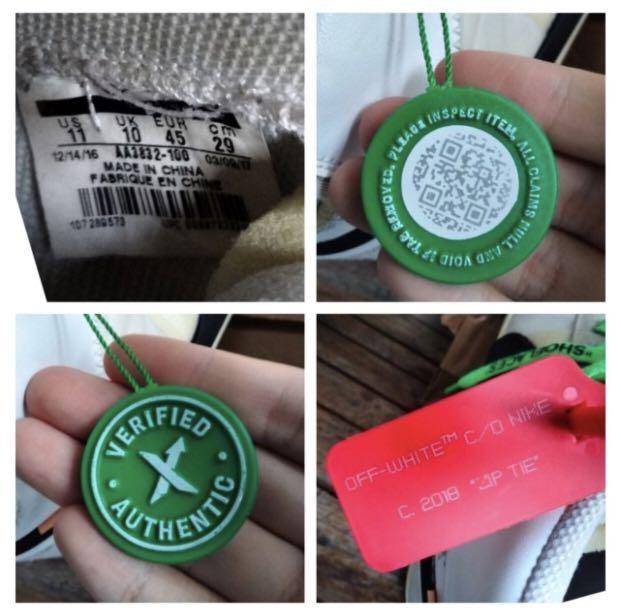 US UK EUR cm
11 10 45 29
12/14/16 AA3832-100 03/09/17
MADE IN CHINA
FABRIQUE EN CHINE
107289573
PLEASE INSPECT ITEM. ALL CLAIMS NULL AND VOID IF TAG REMOVED.
VERIFIED
X
AUTHENTIC
"SHOELACES"
OFF-WHITE™ C/O NIKE
C. 2018 "ZIP TIE"